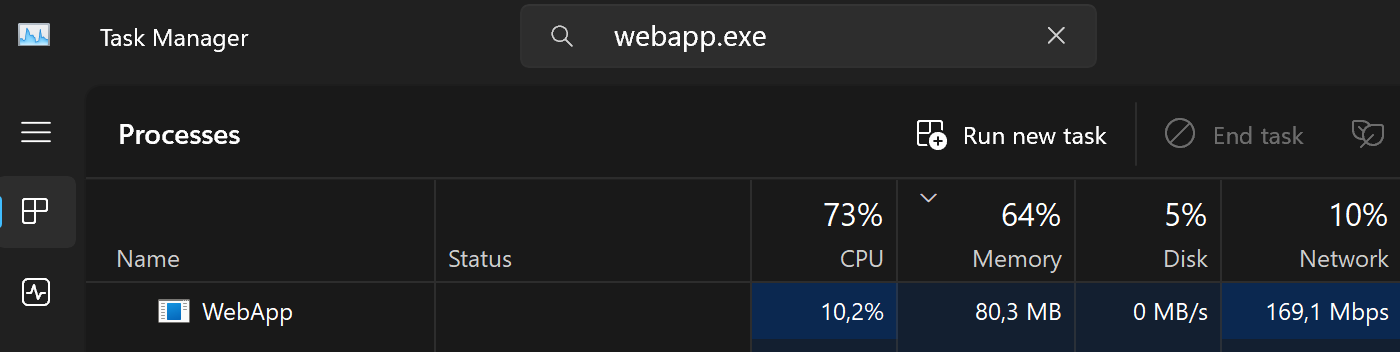 Task Manager
webapp.exe
Processes
Run new task
End task
73% 64% 5% 10%
Name Status CPU Memory Disk Network
WebApp 10,2% 80,3 MB 0 MB/s 169,1 Mbps